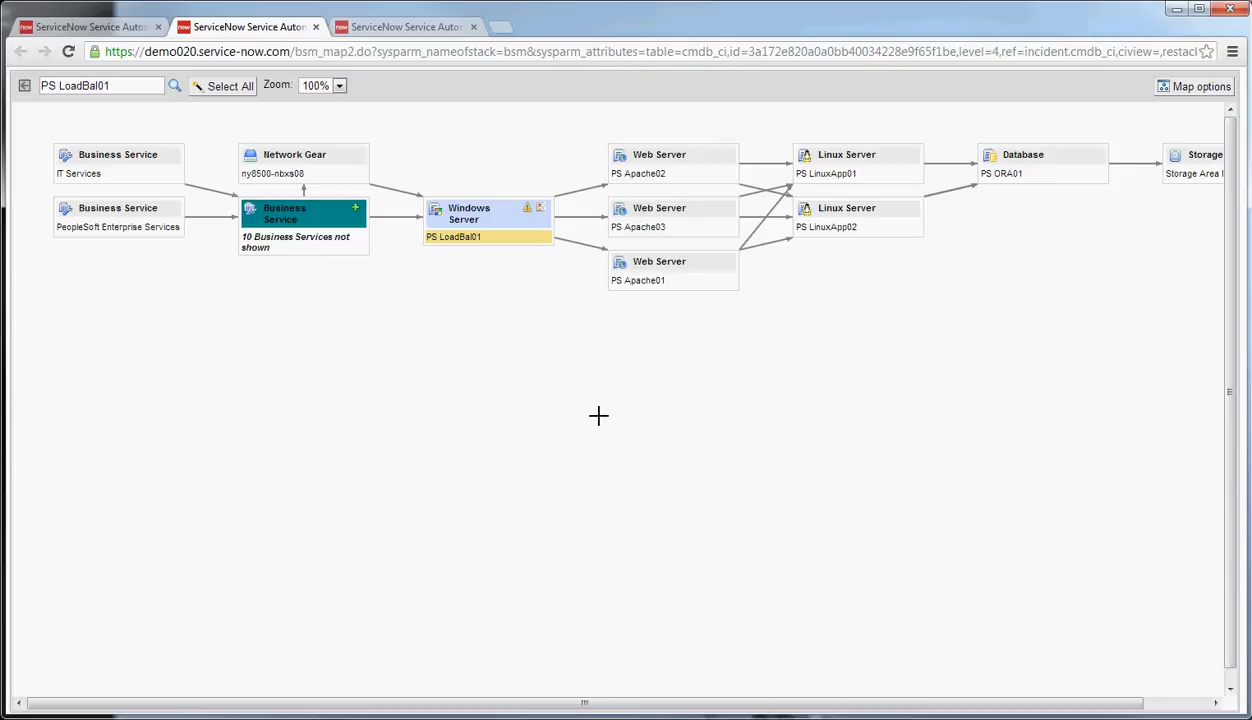 ServiceNow Service Autom
ServiceNow Service Autom
ServiceNow Service Autom
https://demo020.service-now.com/bsm_map2.do?sysparm_nameofstack=bsm&sysparm_attributes=table=cmdb_ci,id=3a172e820a0a0bb40034228e9f65f1be,level=4,ref=incident.cmdb_ci,ciview=,restacl
PS LoadBal01
Select All
Zoom:
100%
Map options
Business Service
IT Services
Network Gear
ny8500-nbxs08
Web Server
PS Apache02
Linux Server
PS LinuxApp01
Database
PS ORA01
Storage
Storage Area
Business Service
PeopleSoft Enterprise Services
Business
Service
10 Business Services not
shown
Windows
Server
PS LoadBal01
Web Server
PS Apache03
Linux Server
PS LinuxApp02
Web Server
PS Apache01